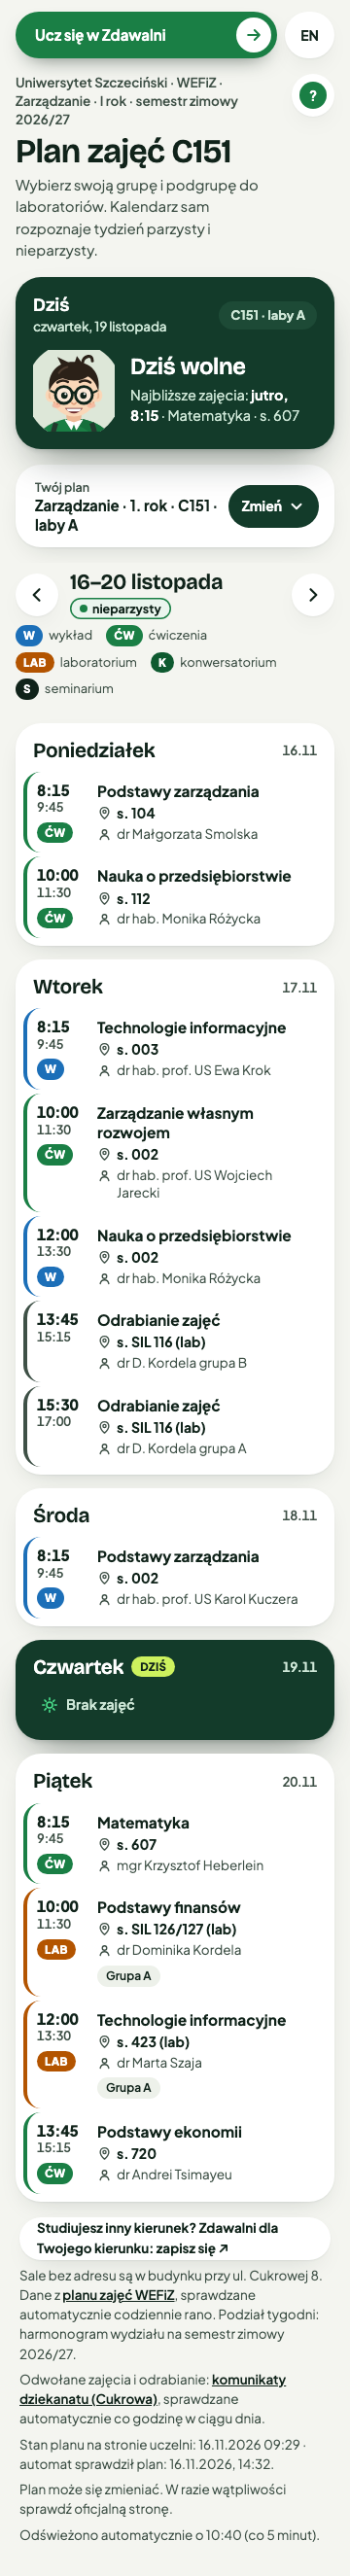 Ucz się w Zdawalni
EN
Uniwersytet Szczeciński · WEFiZ ·
Zarządzanie · I rok · semestr zimowy
2026/27
?
Plan zajęć C151
Wybierz swoją grupę i podgrupę do
laboratoriów. Kalendarz sam
rozpoznaje tydzień parzysty i
nieparzysty.
Dziś
czwartek, 19 listopada
C151 · laby A
Dziś wolne
Najbliższe zajęcia: jutro,
8:15 · Matematyka · s. 607
Twój plan
Zarządzanie · 1. rok · C151 ·
laby A
Zmień
16–20 listopada
nieparzysty
W wykład ĆW ćwiczenia
LAB laboratorium K konwersatorium
S seminarium
Poniedziałek 16.11
8:15 Podstawy zarządzania
9:45 s. 104
ĆW dr Małgorzata Smolska
10:00 Nauka o przedsiębiorstwie
11:30 s. 112
ĆW dr hab. Monika Różycka
Wtorek 17.11
8:15 Technologie informacyjne
9:45 s. 003
W dr hab. prof. US Ewa Krok
10:00 Zarządzanie własnym
11:30 rozwojem
ĆW s. 002
dr hab. prof. US Wojciech
Jarecki
12:00 Nauka o przedsiębiorstwie
13:30 s. 002
W dr hab. Monika Różycka
13:45 Odrabianie zajęć
15:15 s. SIL 116 (lab)
dr D. Kordela grupa B
15:30 Odrabianie zajęć
17:00 s. SIL 116 (lab)
dr D. Kordela grupa A
Środa 18.11
8:15 Podstawy zarządzania
9:45 s. 002
W dr hab. prof. US Karol Kuczera
Czwartek DZIŚ 19.11
Brak zajęć
Piątek 20.11
8:15 Matematyka
9:45 s. 607
ĆW mgr Krzysztof Heberlein
10:00 Podstawy finansów
11:30 s. SIL 126/127 (lab)
LAB dr Dominika Kordela
Grupa A
12:00 Technologie informacyjne
13:30 s. 423 (lab)
LAB dr Marta Szaja
Grupa A
13:45 Podstawy ekonomii
15:15 s. 720
ĆW dr Andrei Tsimayeu
Studiujesz inny kierunek? Zdawalni dla
Twojego kierunku: zapisz się ↗
Sale bez adresu są w budynku przy ul. Cukrowej 8.
Dane z planu zajęć WEFiZ, sprawdzane
automatycznie codziennie rano. Podział tygodni:
harmonogram wydziału na semestr zimowy
2026/27.
Odwołane zajęcia i odrabianie: komunikaty
dziekanatu (Cukrowa), sprawdzane
automatycznie co godzinę w ciągu dnia.
Stan planu na stronie uczelni: 16.11.2026 09:29 ·
automat sprawdził plan: 16.11.2026, 14:32.
Plan może się zmieniać. W razie wątpliwości
sprawdź oficjalną stronę.
Odświeżono automatycznie o 10:40 (co 5 minut).